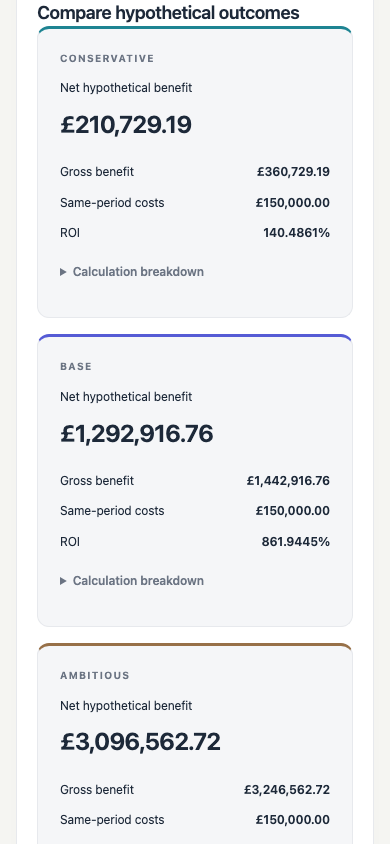 Compare hypothetical outcomes
CONSERVATIVE
Net hypothetical benefit
£210,729.19
Gross benefit £360,729.19
Same-period costs £150,000.00
ROI 140.4861%
▶ Calculation breakdown
BASE
Net hypothetical benefit
£1,292,916.76
Gross benefit £1,442,916.76
Same-period costs £150,000.00
ROI 861.9445%
▶ Calculation breakdown
AMBITIOUS
Net hypothetical benefit
£3,096,562.72
Gross benefit £3,246,562.72
Same-period costs £150,000.00